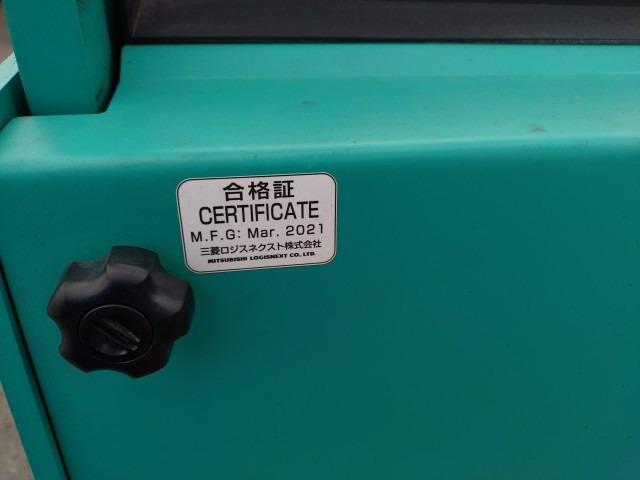 合格証
CERTIFICATE
M.F.G: Mar. 2021
三菱ロジスネクスト株式会社
MITSUBISHI LOGISNEXT CO., LTD.